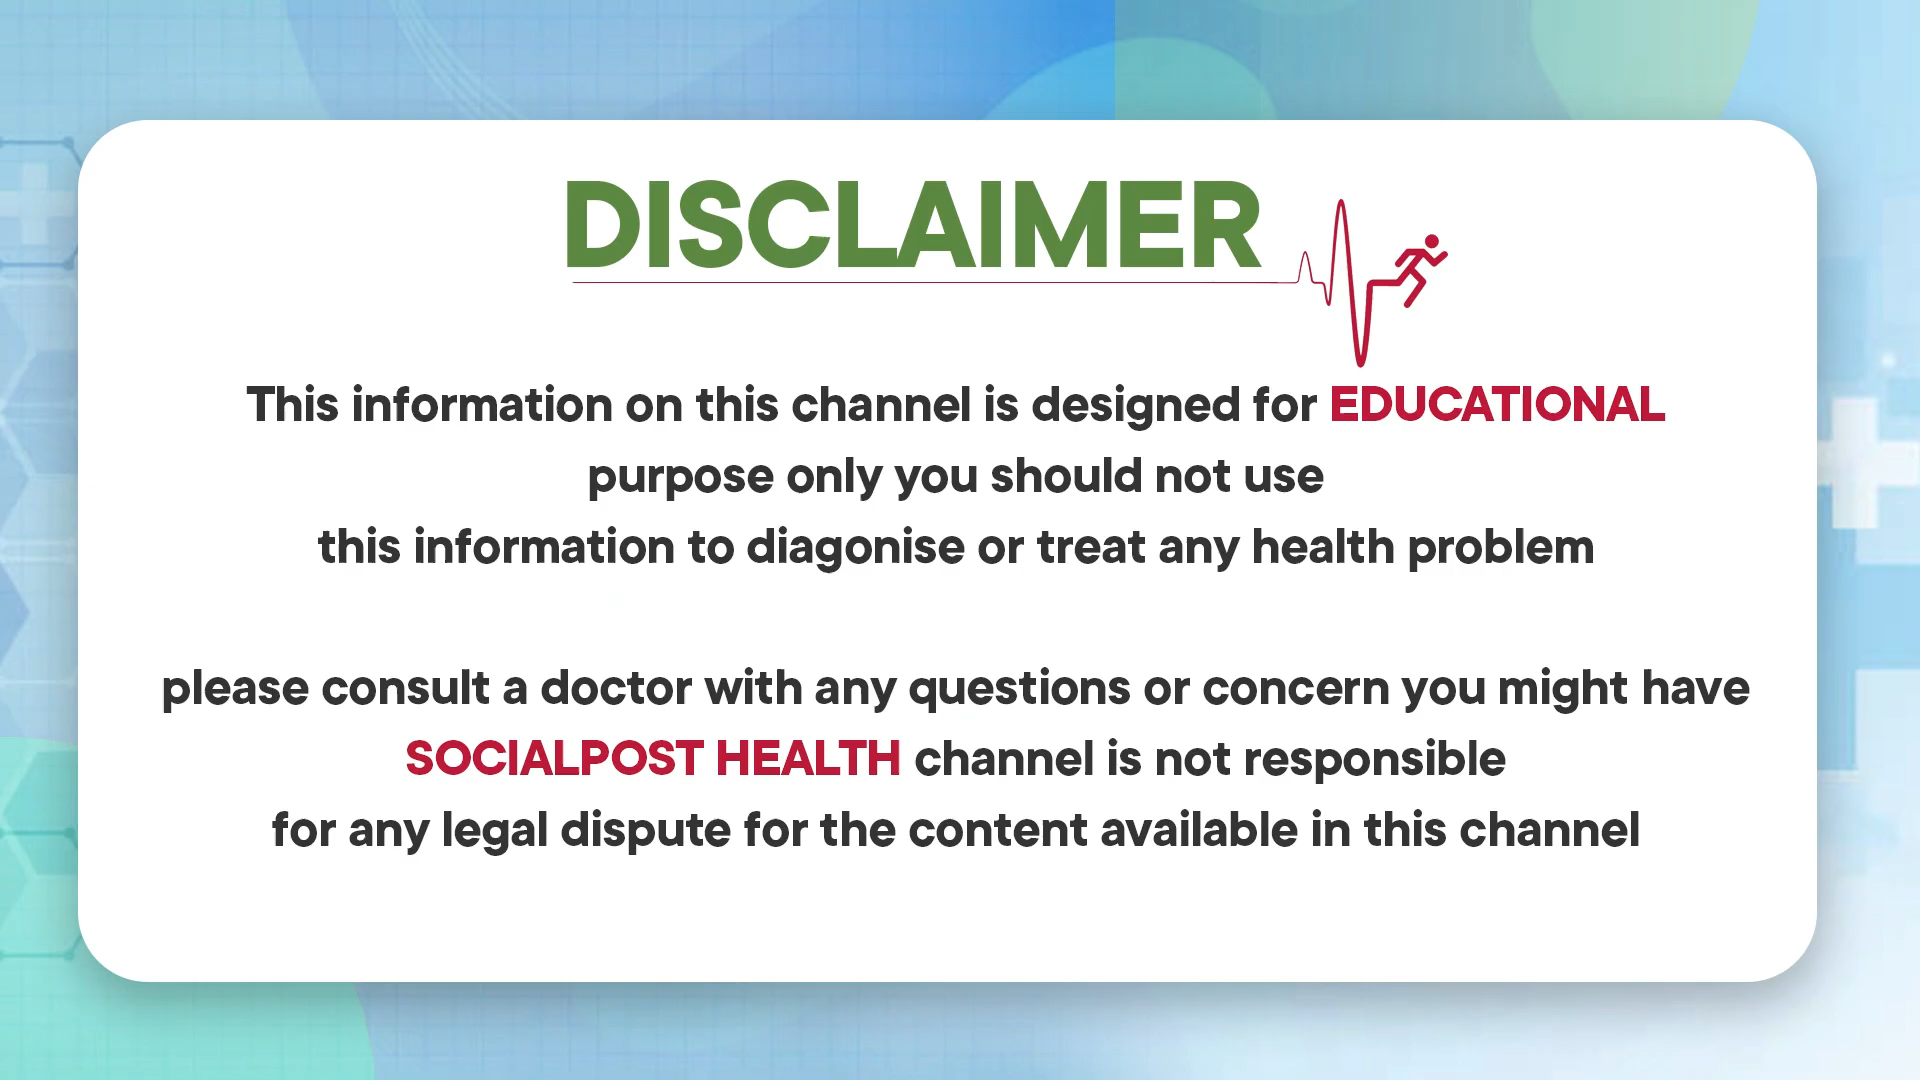 DISCLAIMER
This information on this channel is designed for EDUCATIONAL
purpose only you should not use
this information to diagonise or treat any health problem
please consult a doctor with any questions or concern you might have
SOCIALPOST HEALTH channel is not responsible
for any legal dispute for the content available in this channel